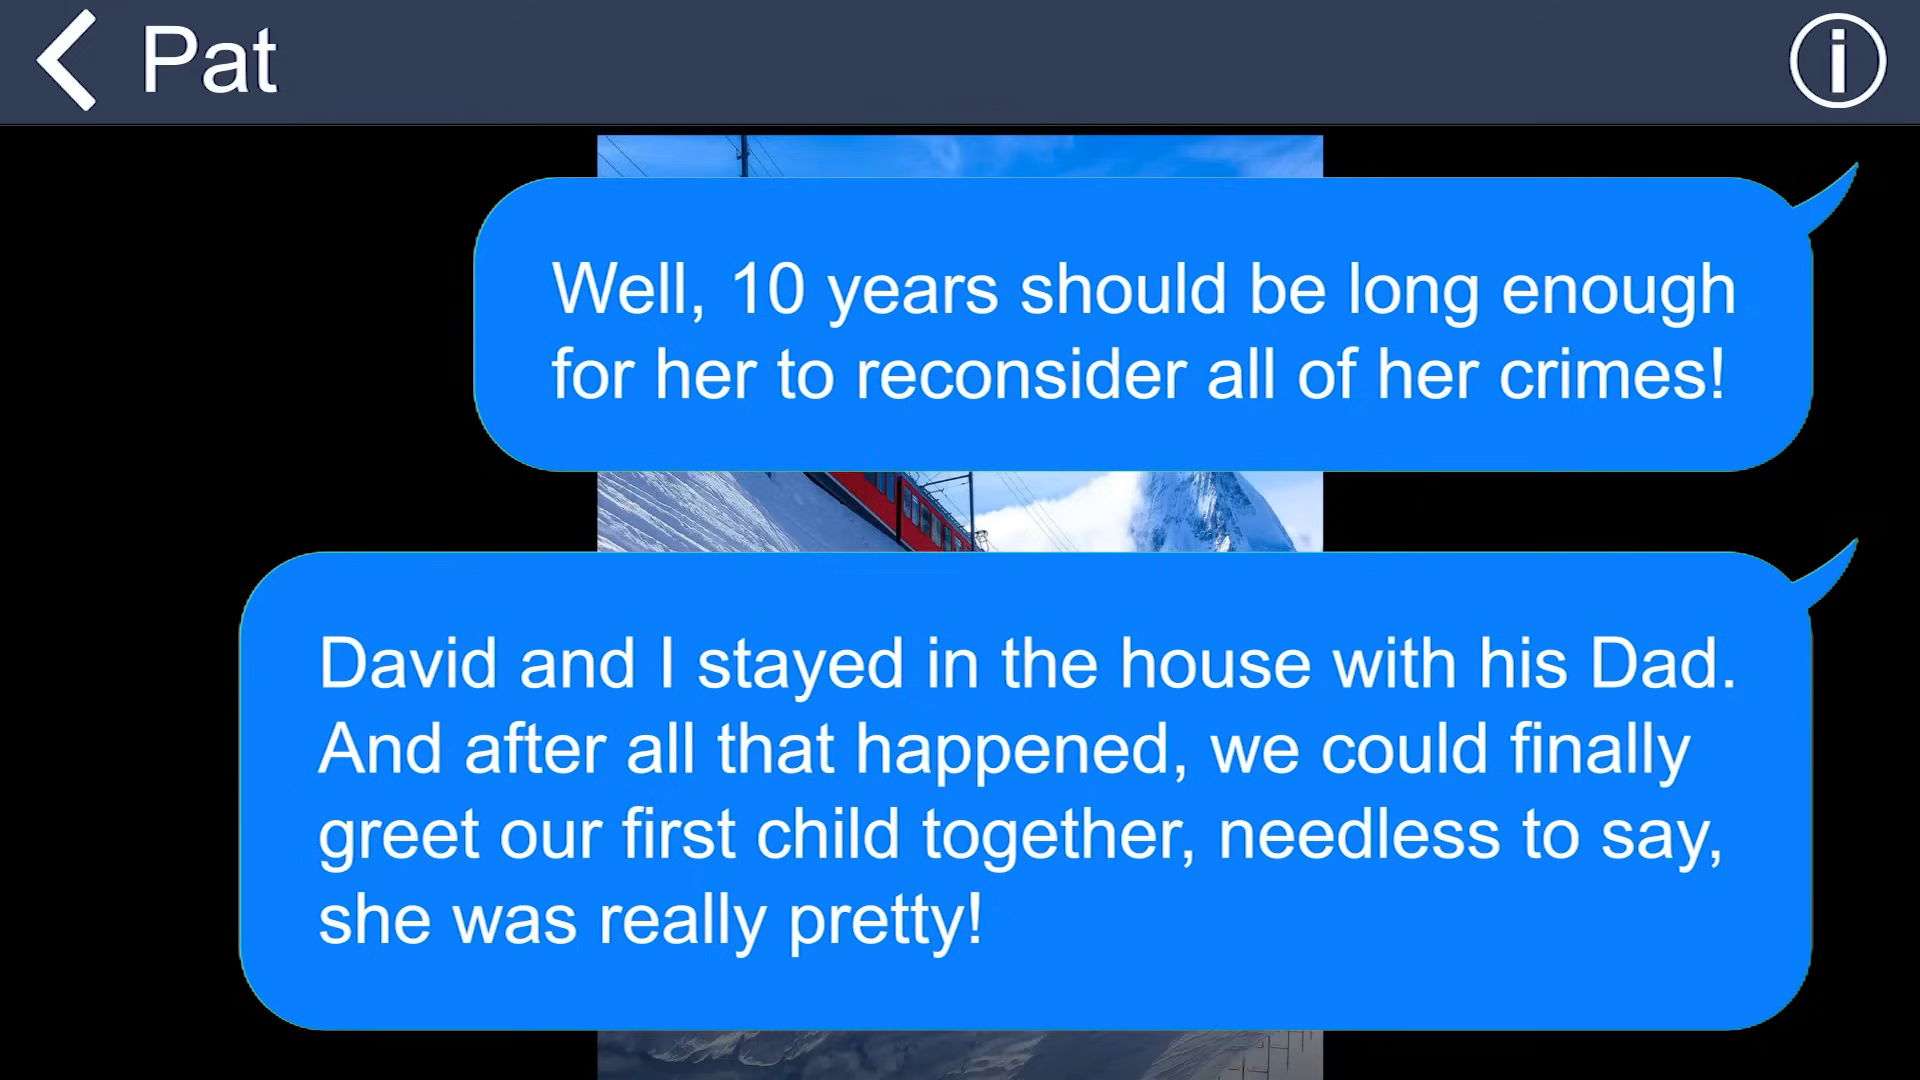 Pat
Well, 10 years should be long enough
for her to reconsider all of her crimes!
David and I stayed in the house with his Dad.
And after all that happened, we could finally
greet our first child together, needless to say,
she was really pretty!